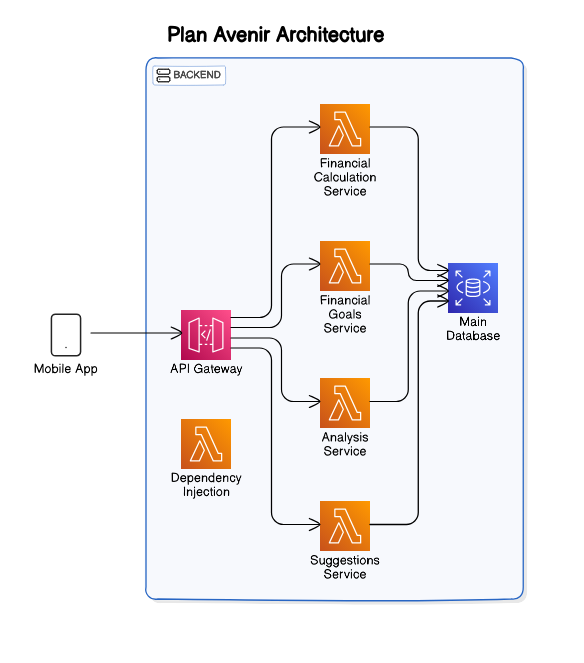 Plan Avenir Architecture
BACKEND
Financial
Calculation
Service
Financial
Goals
Service
Main
Database
Mobile App
API Gateway
Analysis
Service
Dependency
Injection
Suggestions
Service